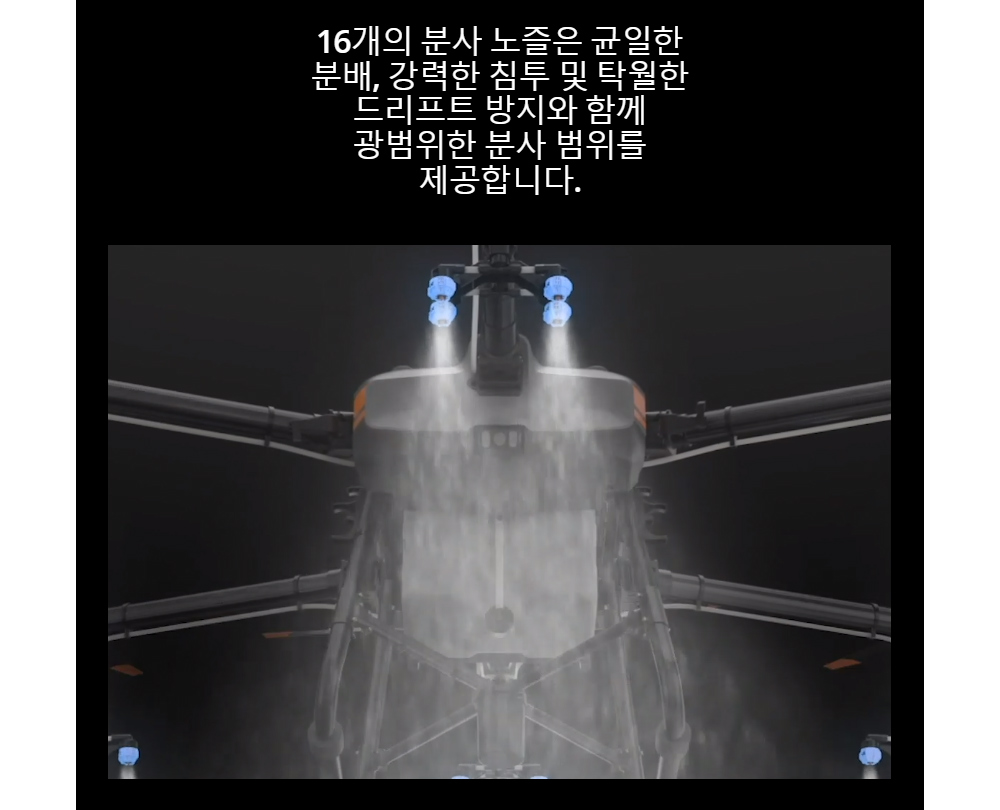 16개의 분사 노즐은 균일한
분배, 강력한 침투 및 탁월한
드리프트 방지와 함께
광범위한 분사 범위를
제공합니다.